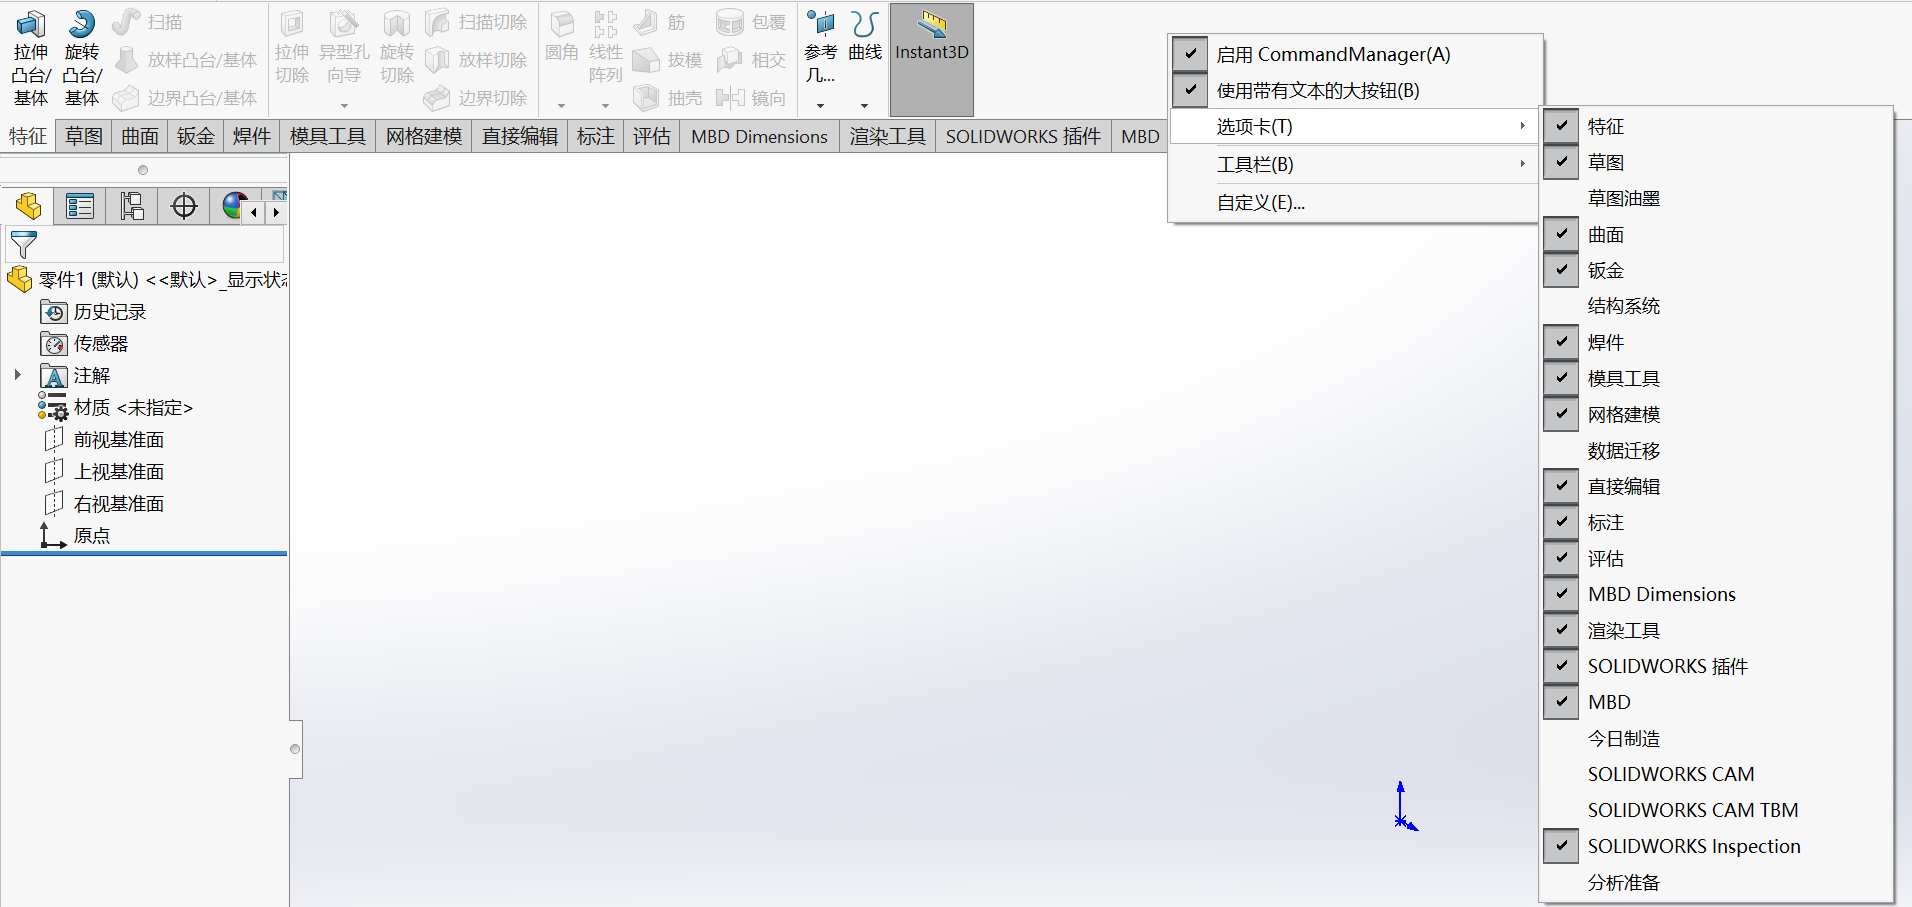 拉伸
凸台/
基体
旋转
凸台/
基体
扫描
放样凸台/基体
边界凸台/基体
拉伸
切除
异型孔
向导
旋转
切除
扫描切除
放样切除
边界切除
圆角
线性
阵列
筋
拔模
抽壳
包覆
相交
镜向
参考
几...
曲线
Instant3D
特征
草图
曲面
钣金
焊件
模具工具
网格建模
直接编辑
标注
评估
MBD Dimensions
渲染工具
SOLIDWORKS 插件
MBD
零件1 (默认) <<默认>_显示状态
历史记录
传感器
注解
材质 <未指定>
前视基准面
上视基准面
右视基准面
原点
启用 CommandManager(A)
使用带有文本的大按钮(B)
选项卡(T)
工具栏(B)
自定义(E)...
特征
草图
草图油墨
曲面
钣金
结构系统
焊件
模具工具
网格建模
数据迁移
直接编辑
标注
评估
MBD Dimensions
渲染工具
SOLIDWORKS 插件
MBD
今日制造
SOLIDWORKS CAM
SOLIDWORKS CAM TBM
SOLIDWORKS Inspection
分析准备